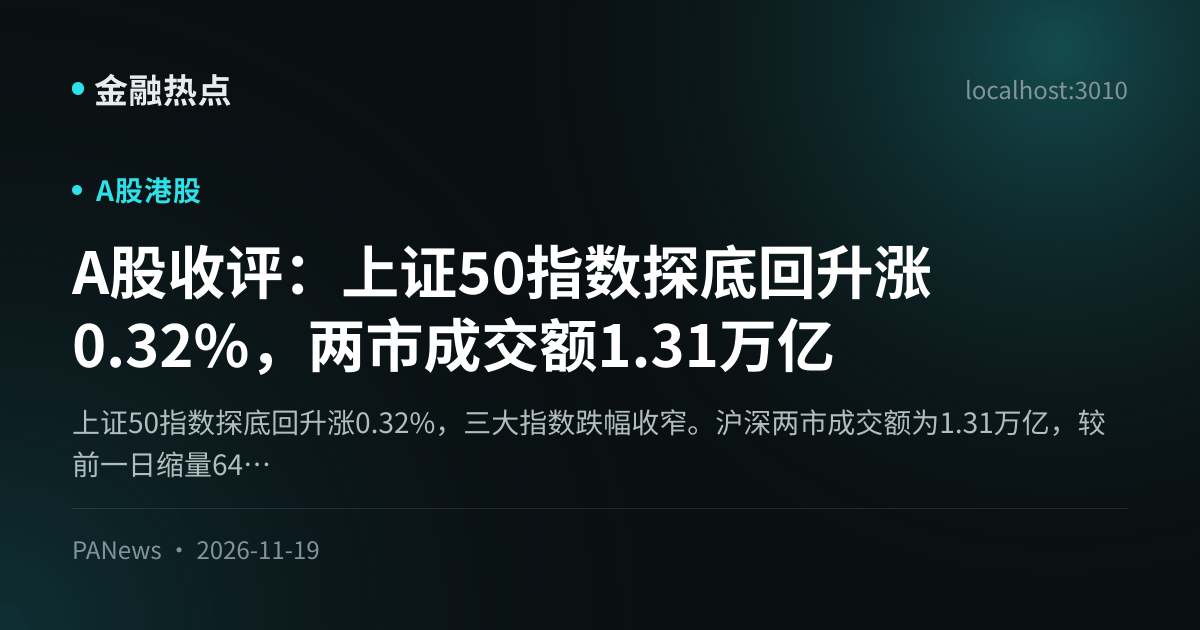 金融热点
localhost:3010
A股港股
A股收评：上证50指数探底回升涨
0.32%，两市成交额1.31万亿
上证50指数探底回升涨0.32%，三大指数跌幅收窄。沪深两市成交额为1.31万亿，较
前一日缩量64…
PANews • 2026-11-19